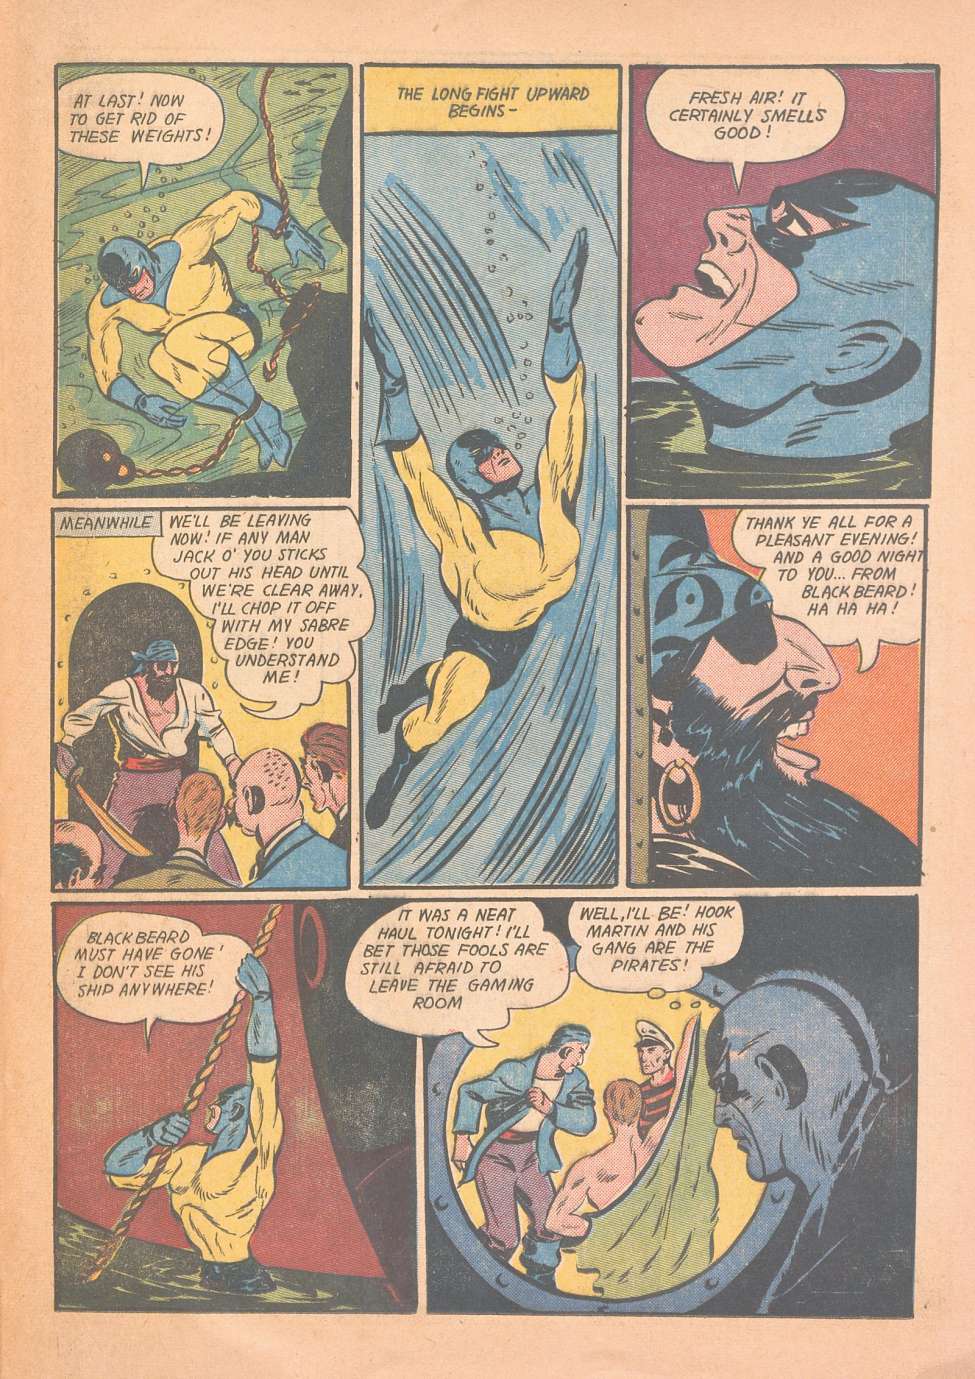 AT LAST! NOW
TO GET RID OF
THESE WEIGHTS!
THE LONG FIGHT UPWARD
BEGINS-
FRESH AIR! IT
CERTAINLY SMELLS
GOOD!
MEANWHILE
WE'LL BE LEAVING
NOW! IF ANY MAN
JACK O' YOU STICKS
OUT HIS HEAD UNTIL
WE'RE CLEAR AWAY,
I'LL CHOP IT OFF
WITH MY SABRE
EDGE! YOU
UNDERSTAND
ME!
THANK YE ALL FOR A
PLEASANT EVENING!
AND A GOOD NIGHT
TO YOU... FROM
BLACKBEARD!
HA HA HA!
BLACKBEARD
MUST HAVE GONE!
I DON'T SEE HIS
SHIP ANYWHERE!
IT WAS A NEAT
HAUL TONIGHT! I'LL
BET THOSE FOOLS ARE
STILL AFRAID TO
LEAVE THE GAMING
ROOM
WELL, I'LL BE! HOOK
MARTIN AND HIS
GANG ARE THE
PIRATES!